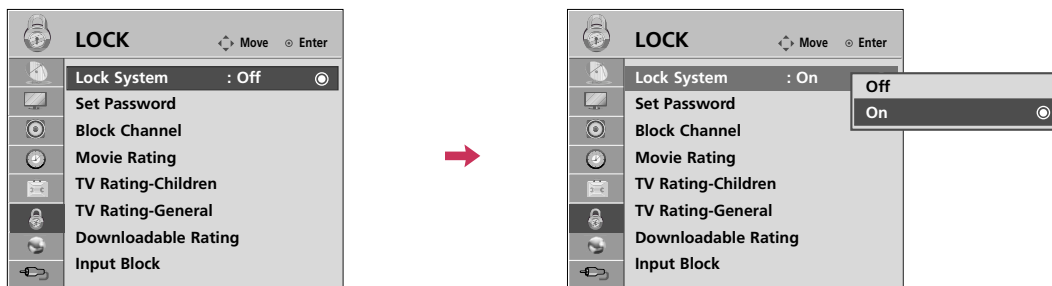 LOCK
Move Enter
Lock System : Off
Set Password
Block Channel
Movie Rating
TV Rating-Children
TV Rating-General
Downloadable Rating
Input Block
LOCK
Move Enter
Lock System : On
Set Password
Block Channel
Movie Rating
TV Rating-Children
TV Rating-General
Downloadable Rating
Input Block
Off
On